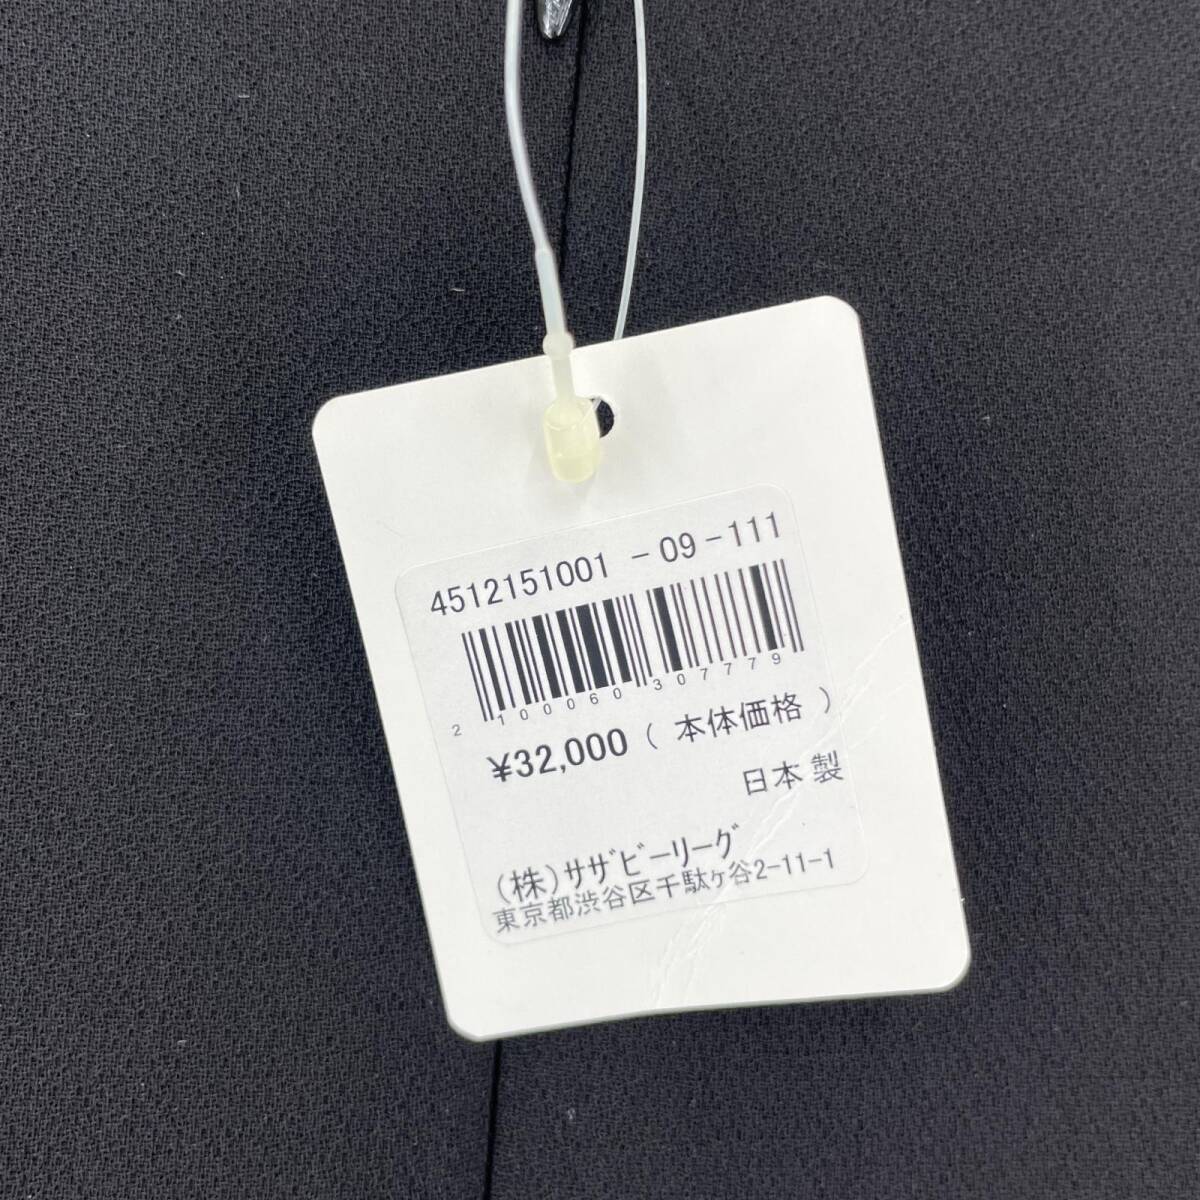 4512151001 -09-111
2 100060 307779
¥32,000 ( 本体価格 )
日本製
(株)サザビーリーグ
東京都渋谷区千駄ヶ谷2-11-1